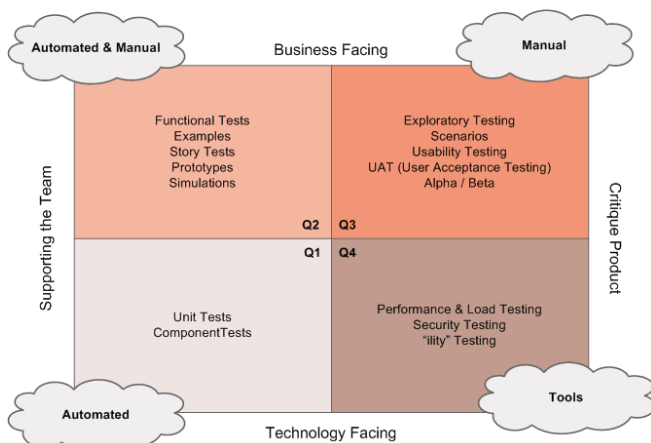 Automated & Manual
Business Facing
Manual
Functional Tests
Examples
Story Tests
Prototypes
Simulations
Exploratory Testing
Scenarios
Usability Testing
UAT (User Acceptance Testing)
Alpha / Beta
Supporting the Team
Critique Product
Q2
Q3
Q1
Q4
Unit Tests
ComponentTests
Performance & Load Testing
Security Testing
“ility” Testing
Automated
Tools
Technology Facing